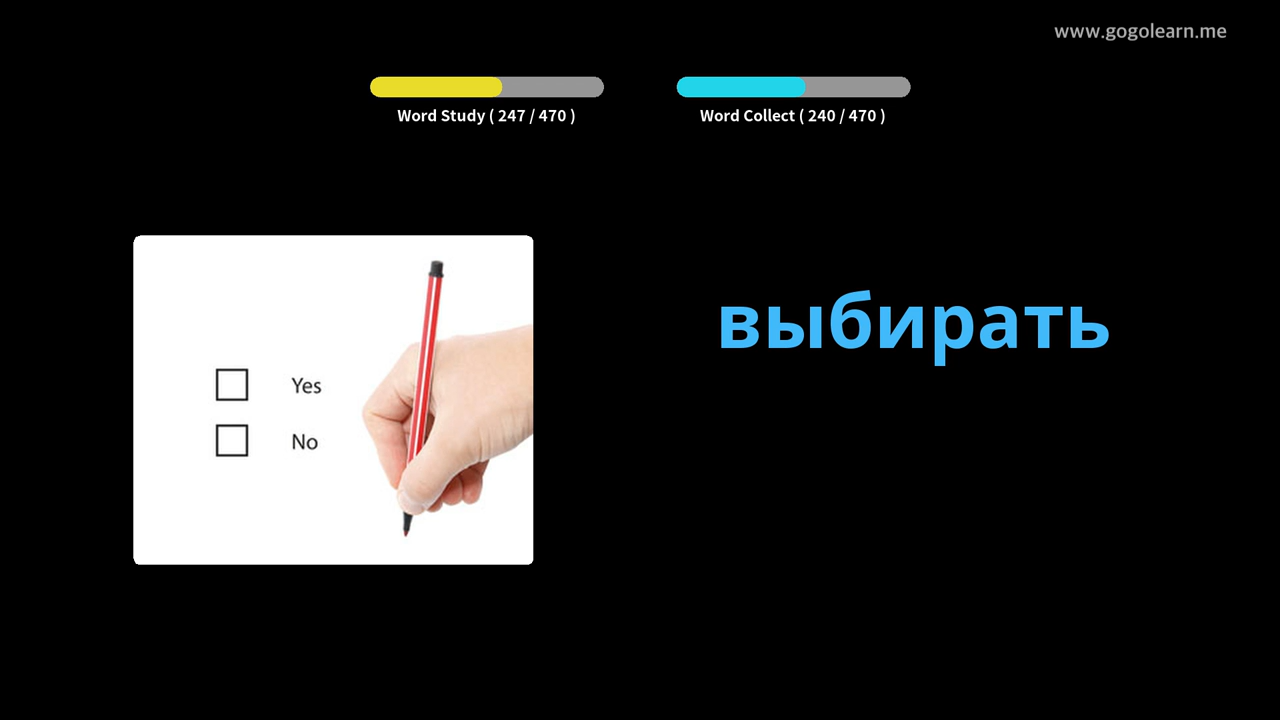 www.gogolearn.me
Word Study ( 247 / 470 )
Word Collect ( 240 / 470 )
выбирать
Yes
No